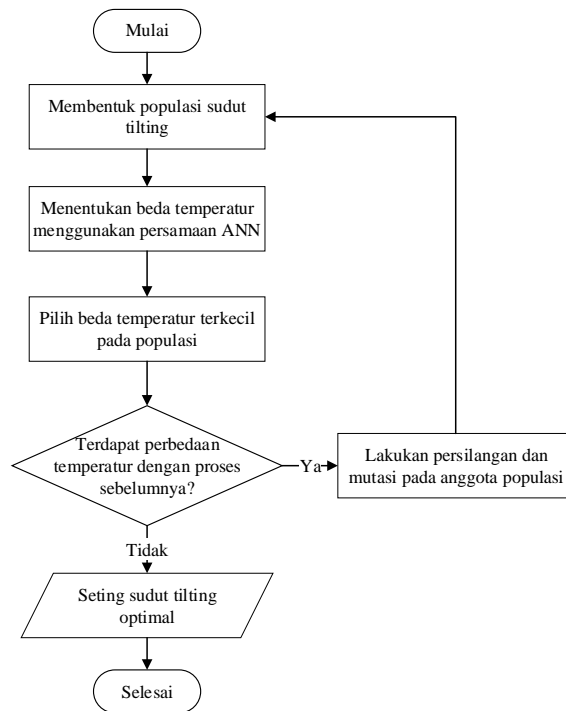 Mulai
Membentuk populasi sudut
tilting
Menentukan beda temperatur
menggunakan persamaan ANN
Pilih beda temperatur terkecil
pada populasi
Terdapat perbedaan
temperatur dengan proses
sebelumnya?
Ya
Lakukan persilangan dan
mutasi pada anggota populasi
Tidak
Seting sudut tilting
optimal
Selesai